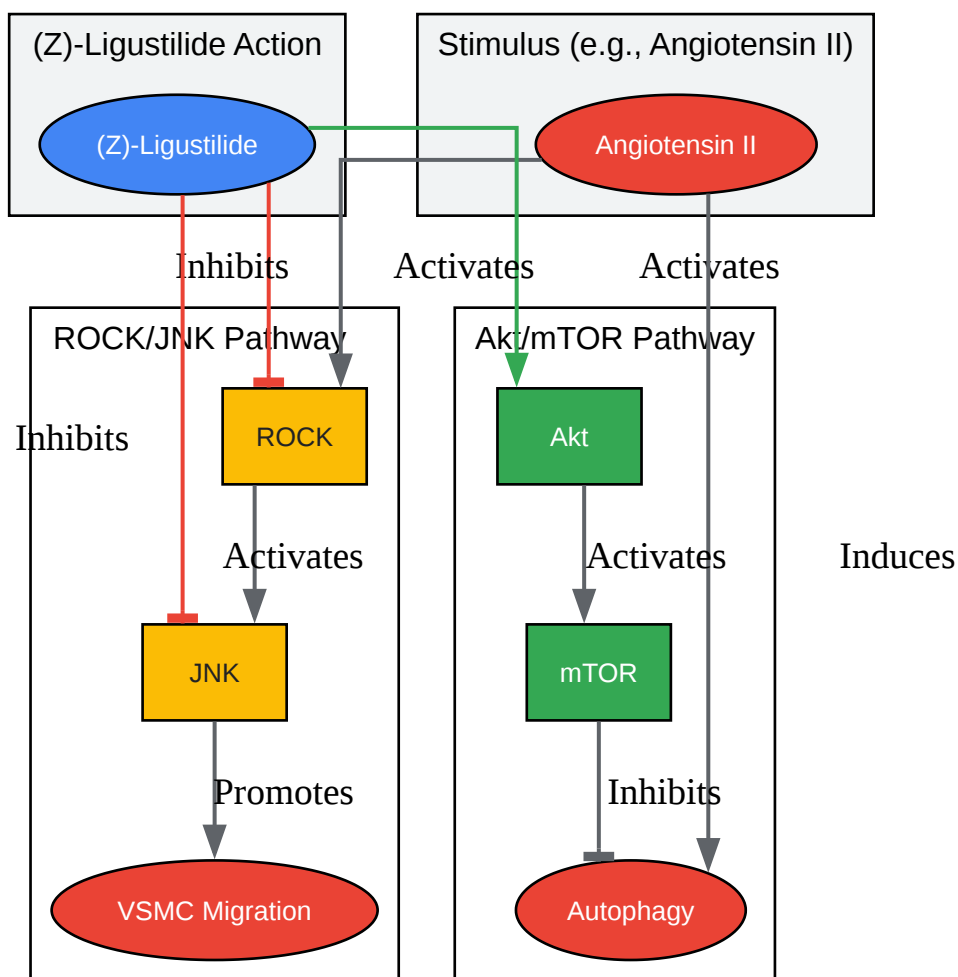 (Z)-Ligustilide Action
Stimulus (e.g., Angiotensin II)
(Z)-Ligustilide
Angiotensin II
Inhibits
Activates
Activates
ROCK/JNK Pathway
Akt/mTOR Pathway
Inhibits
ROCK
Akt
Activates
Activates
Induces
JNK
mTOR
Promotes
Inhibits
VSMC Migration
Autophagy